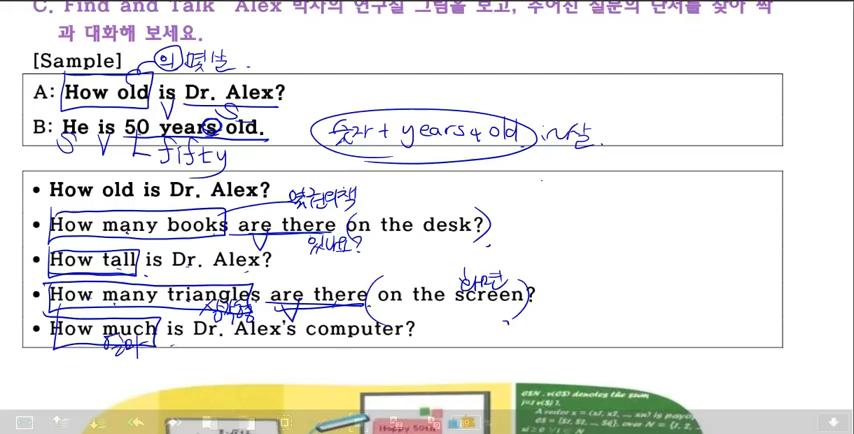 C. Find and Talk Alex 박사의 연구실 그림을 보고, 주어진 질문의 단서를 찾아 짝
과 대화해 보세요.
[Sample]
의 몇살.
A: How old is Dr. Alex?
V S
B: He is 50 years old.
숫자 + years + old ~살.
S V fifty
• How old is Dr. Alex?
몇권의책
• How many books are there on the desk?
V 있나요?
• How tall is Dr. Alex?
화면
• How many triangles are there on the screen?
삼각형 V
• How much is Dr. Alex's computer?
얼마
Happy 50th